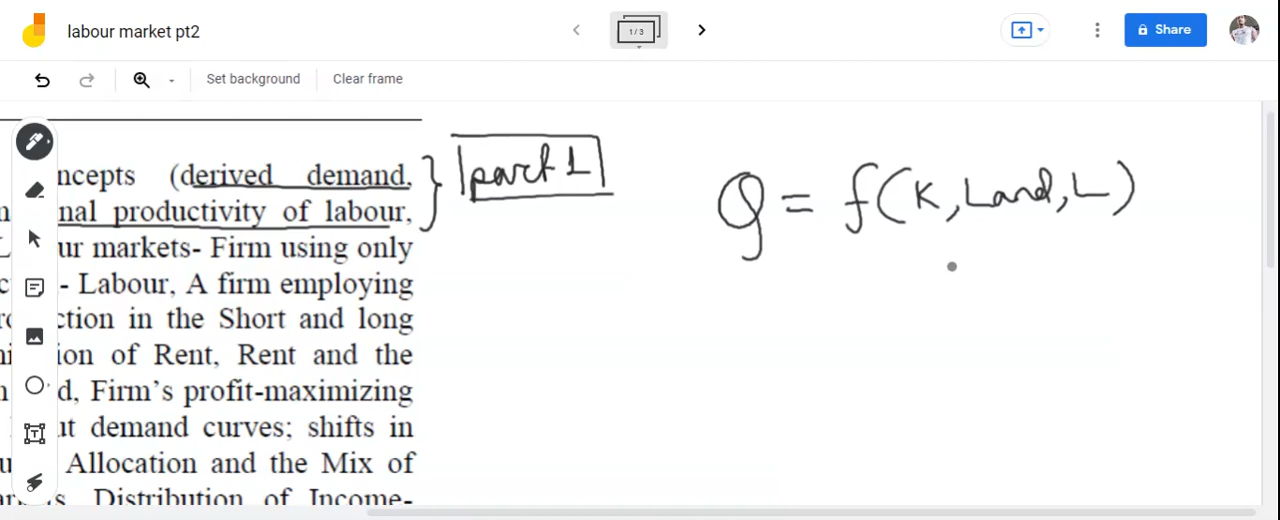 labour market pt2
1 / 3
Share
Set background
Clear frame
ncepts (derived demand,
nal productivity of labour,
ur markets- Firm using only
- Labour, A firm employing
ction in the Short and long
ion of Rent, Rent and the
d, Firm's profit-maximizing
ut demand curves; shifts in
Allocation and the Mix of
s, Distribution of Income-
part 1
Q = f(K, Land, L)